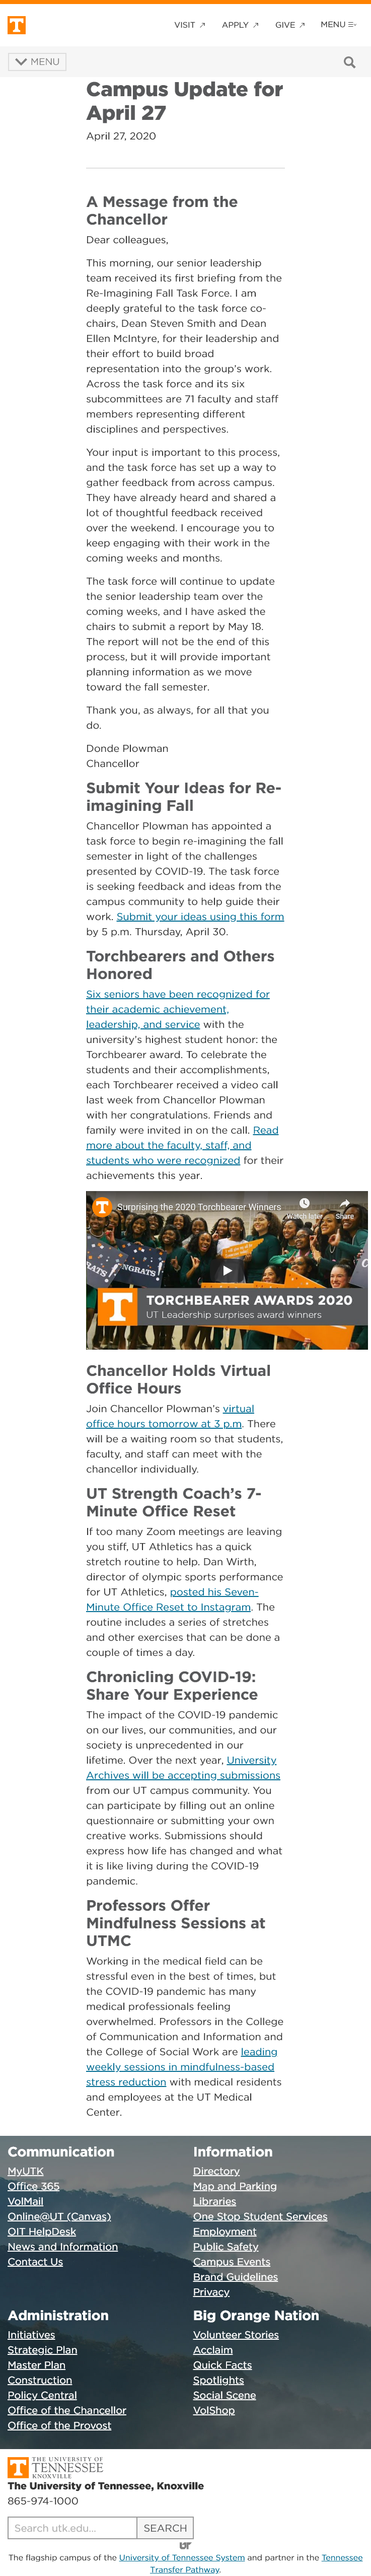 VISIT
APPLY
GIVE
MENU
MENU
Campus Update for
April 27
April 27, 2020
A Message from the
Chancellor
Dear colleagues,
This morning, our senior leadership
team received its first briefing from the
Re-Imagining Fall Task Force. I am
deeply grateful to the task force co-
chairs, Dean Steven Smith and Dean
Ellen McIntyre, for their leadership and
their effort to build broad
representation into the group's work.
Across the task force and its six
subcommittees are 71 faculty and staff
members representing different
disciplines and perspectives.
Your input is important to this process,
and the task force has set up a way to
gather feedback from across campus.
They have already heard and shared a
lot of thoughtful feedback received
over the weekend. I encourage you to
keep engaging with their work in the
coming weeks and months.
The task force will continue to update
the senior leadership team over the
coming weeks, and I have asked the
chairs to submit a report by May 18.
The report will not be the end of this
process, but it will provide important
planning information as we move
toward the fall semester.
Thank you, as always, for all that you
do.
Donde Plowman
Chancellor
Submit Your Ideas for Re-
imagining Fall
Chancellor Plowman has appointed a
task force to begin re-imagining the fall
semester in light of the challenges
presented by COVID-19. The task force
is seeking feedback and ideas from the
campus community to help guide their
work. Submit your ideas using this form
by 5 p.m. Thursday, April 30.
Torchbearers and Others
Honored
Six seniors have been recognized for
their academic achievement,
leadership, and service with the
university's highest student honor: the
Torchbearer award. To celebrate the
students and their accomplishments,
each Torchbearer received a video call
last week from Chancellor Plowman
with her congratulations. Friends and
family were invited in on the call. Read
more about the faculty, staff, and
students who were recognized for their
achievements this year.
Surprising the 2020 Torchbearer Winners
Watch later
Share
TORCHBEARER AWARDS 2020
UT Leadership surprises award winners
Chancellor Holds Virtual
Office Hours
Join Chancellor Plowman's virtual
office hours tomorrow at 3 p.m. There
will be a waiting room so that students,
faculty, and staff can meet with the
chancellor individually.
UT Strength Coach's 7-
Minute Office Reset
If too many Zoom meetings are leaving
you stiff, UT Athletics has a quick
stretch routine to help. Dan Wirth,
director of olympic sports performance
for UT Athletics, posted his Seven-
Minute Office Reset to Instagram. The
routine includes a series of stretches
and other exercises that can be done a
couple of times a day.
Chronicling COVID-19:
Share Your Experience
The impact of the COVID-19 pandemic
on our lives, our communities, and our
society is unprecedented in our
lifetime. Over the next year, University
Archives will be accepting submissions
from our UT campus community. You
can participate by filling out an online
questionnaire or submitting your own
creative works. Submissions should
express how life has changed and what
it is like living during the COVID-19
pandemic.
Professors Offer
Mindfulness Sessions at
UTMC
Working in the medical field can be
stressful even in the best of times, but
the COVID-19 pandemic has many
medical professionals feeling
overwhelmed. Professors in the College
of Communication and Information and
the College of Social Work are leading
weekly sessions in mindfulness-based
stress reduction with medical residents
and employees at the UT Medical
Center.
Communication
MyUTK
Office 365
VolMail
Online@UT (Canvas)
OIT HelpDesk
News and Information
Contact Us
Information
Directory
Map and Parking
Libraries
One Stop Student Services
Employment
Public Safety
Campus Events
Brand Guidelines
Privacy
Administration
Initiatives
Strategic Plan
Master Plan
Construction
Policy Central
Office of the Chancellor
Office of the Provost
Big Orange Nation
Volunteer Stories
Acclaim
Quick Facts
Spotlights
Social Scene
VolShop
THE UNIVERSITY OF
TENNESSEE
KNOXVILLE
The University of Tennessee, Knoxville
865-974-1000
Search utk.edu...
SEARCH
UT
The flagship campus of the University of Tennessee System and partner in the Tennessee
Transfer Pathway.